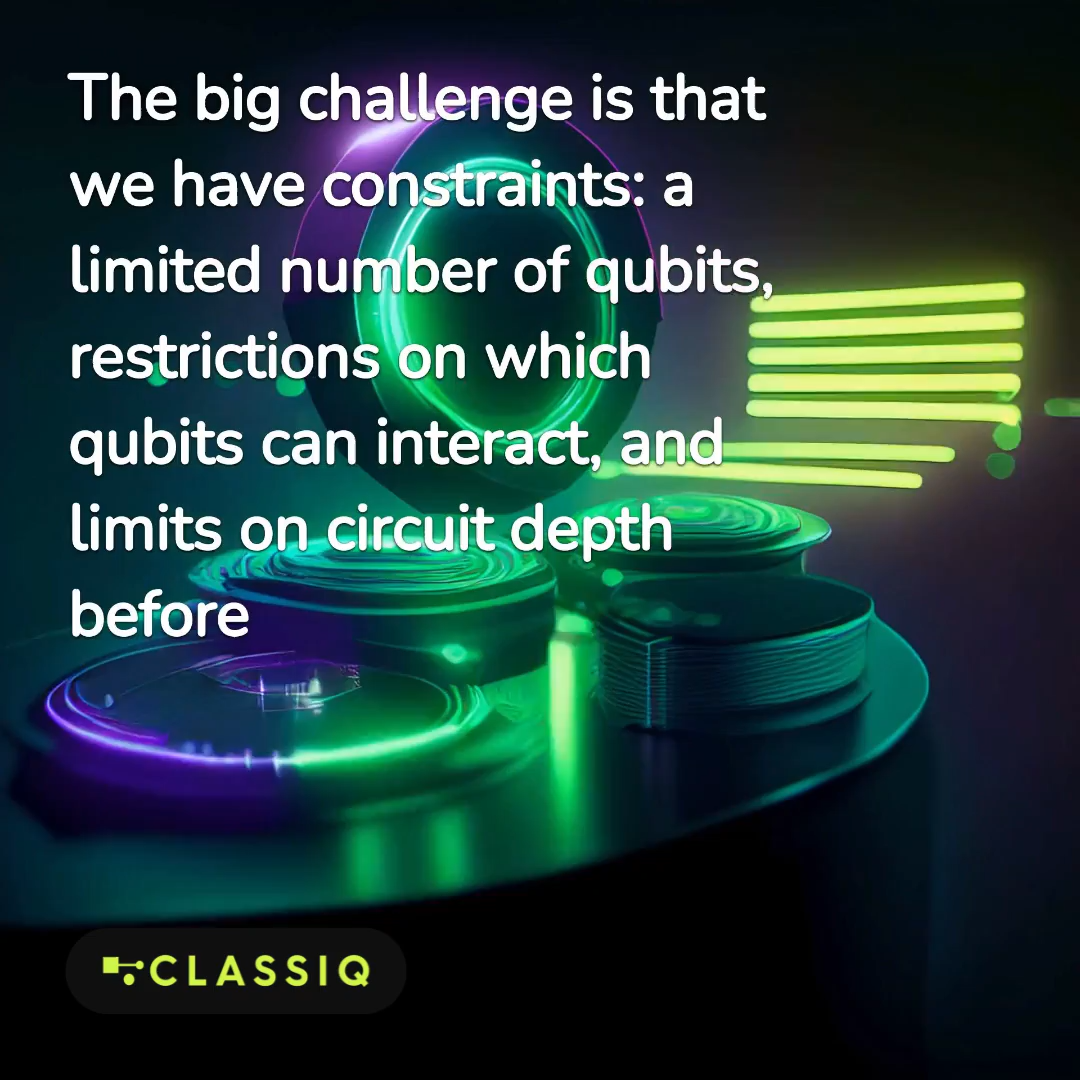 The big challenge is that
we have constraints: a
limited number of qubits,
restrictions on which
qubits can interact, and
limits on circuit depth
before
CLASSIQ